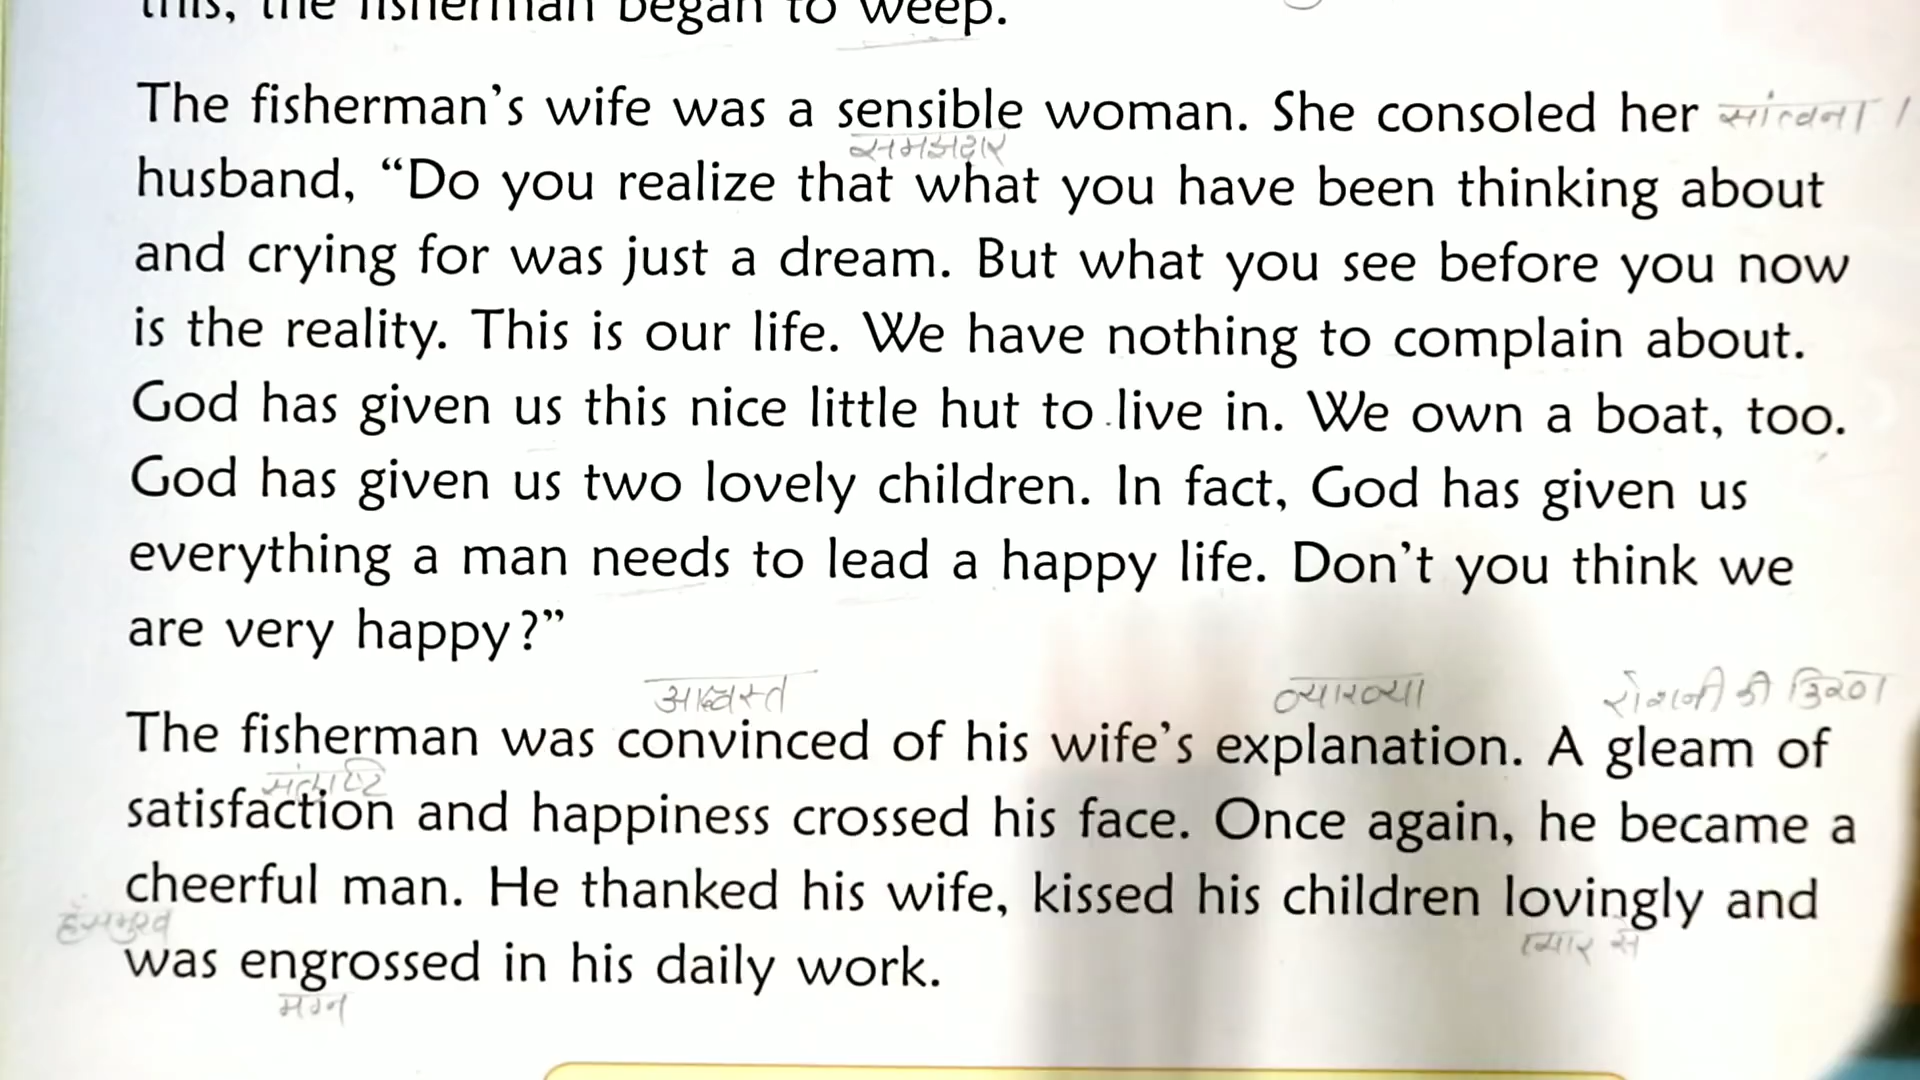 this, the fisherman began to weep.
The fisherman's wife was a sensible woman. She consoled her सांत्वना।
समझदार
husband, “Do you realize that what you have been thinking about
and crying for was just a dream. But what you see before you now
is the reality. This is our life. We have nothing to complain about.
God has given us this nice little hut to live in. We own a boat, too.
God has given us two lovely children. In fact, God has given us
everything a man needs to lead a happy life. Don't you think we
are very happy?”
आश्वस्त व्याख्या रोशनी की किरण
The fisherman was convinced of his wife's explanation. A gleam of
संतुष्टि
satisfaction and happiness crossed his face. Once again, he became a
cheerful man. He thanked his wife, kissed his children lovingly and
हँसमुख प्यार से
was engrossed in his daily work.
मग्न